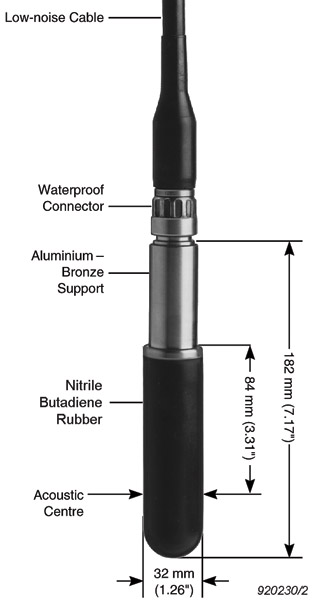 Low-noise Cable
Waterproof
Connector
Aluminium –
Bronze
Support
182 mm (7.17")
84 mm (3.31")
Nitrile
Butadiene
Rubber
Acoustic
Centre
32 mm
(1.26")
920230/2